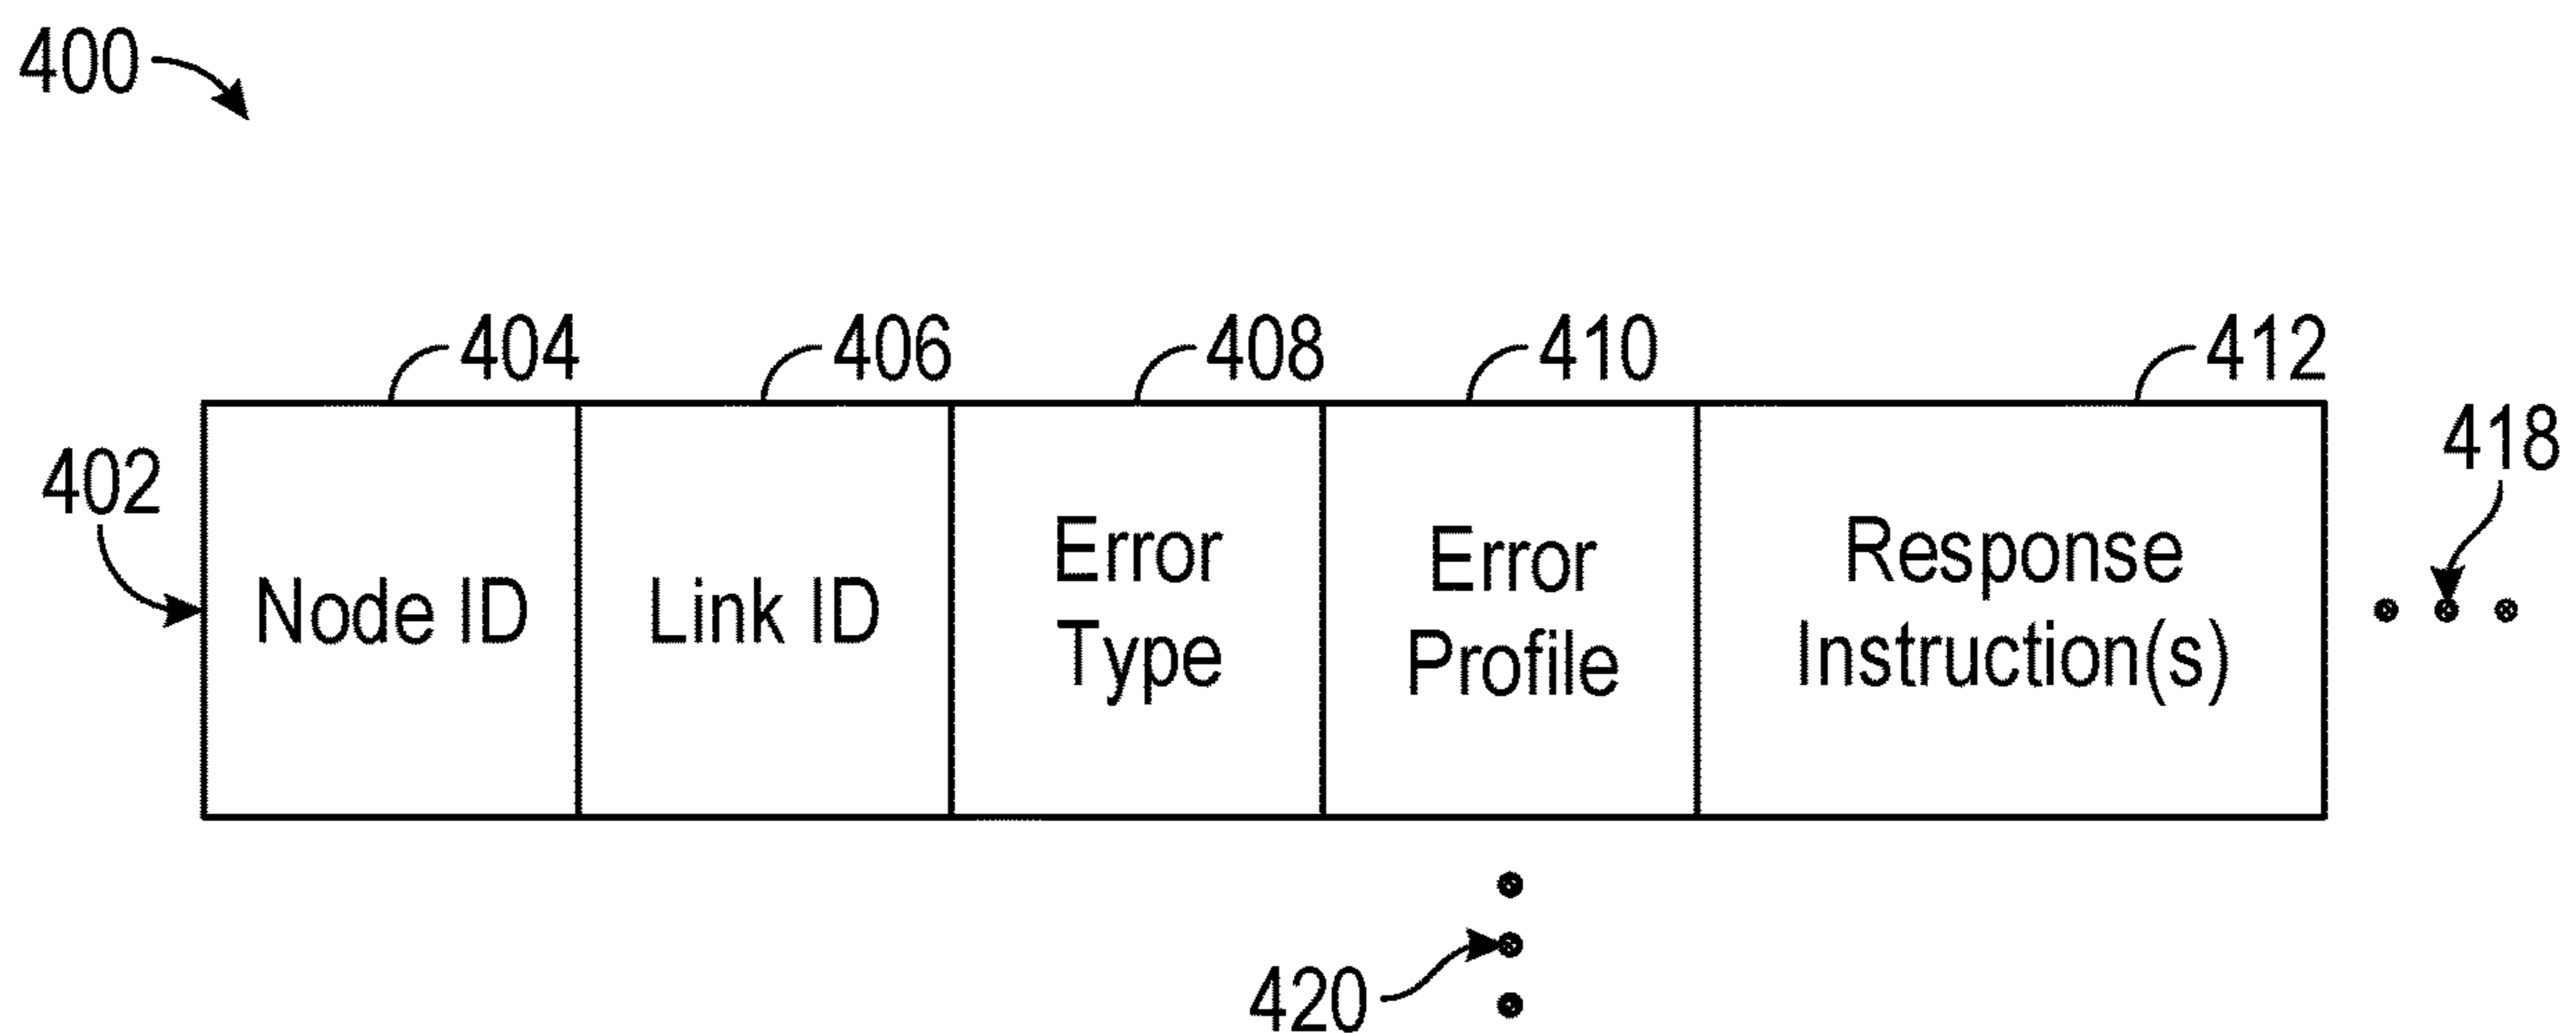 400
404
406
408
410
412
418
402
Node ID
Link ID
Error
Type
Error
Profile
Response
Instruction(s)
420